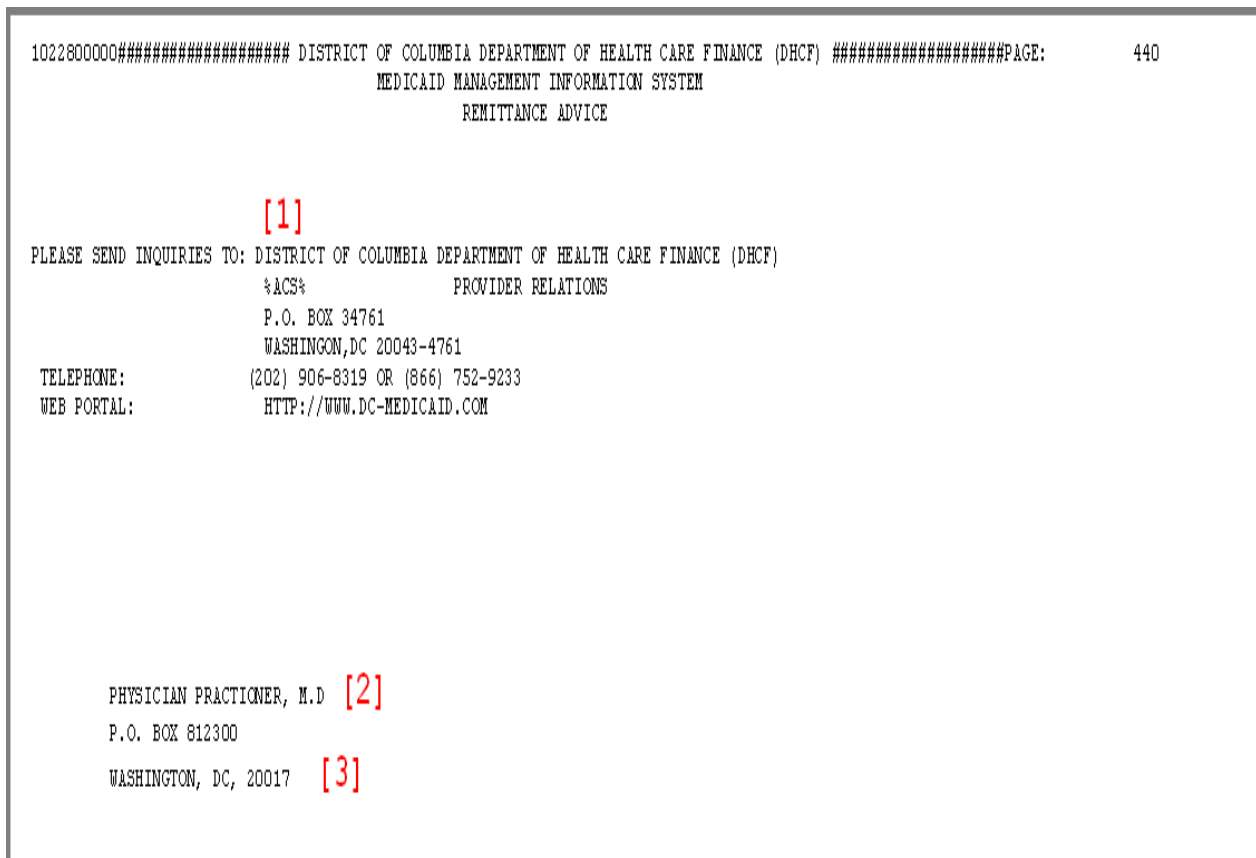 1022800000#################### DISTRICT OF COLUMBIA DEPARTMENT OF HEALTH CARE FINANCE (DHCF) ####################PAGE: 440
MEDICAID MANAGEMENT INFORMATION SYSTEM
REMITTANCE ADVICE
[1]
PLEASE SEND INQUIRIES TO: DISTRICT OF COLUMBIA DEPARTMENT OF HEALTH CARE FINANCE (DHCF)
%ACS% PROVIDER RELATIONS
P.O. BOX 34761
WASHINGON,DC 20043-4761
TELEPHONE: (202) 906-8319 OR (866) 752-9233
WEB PORTAL: HTTP://WWW.DC-MEDICAID.COM
PHYSICIAN PRACTIONER, M.D [2]
P.O. BOX 812300
WASHINGTON, DC, 20017 [3]